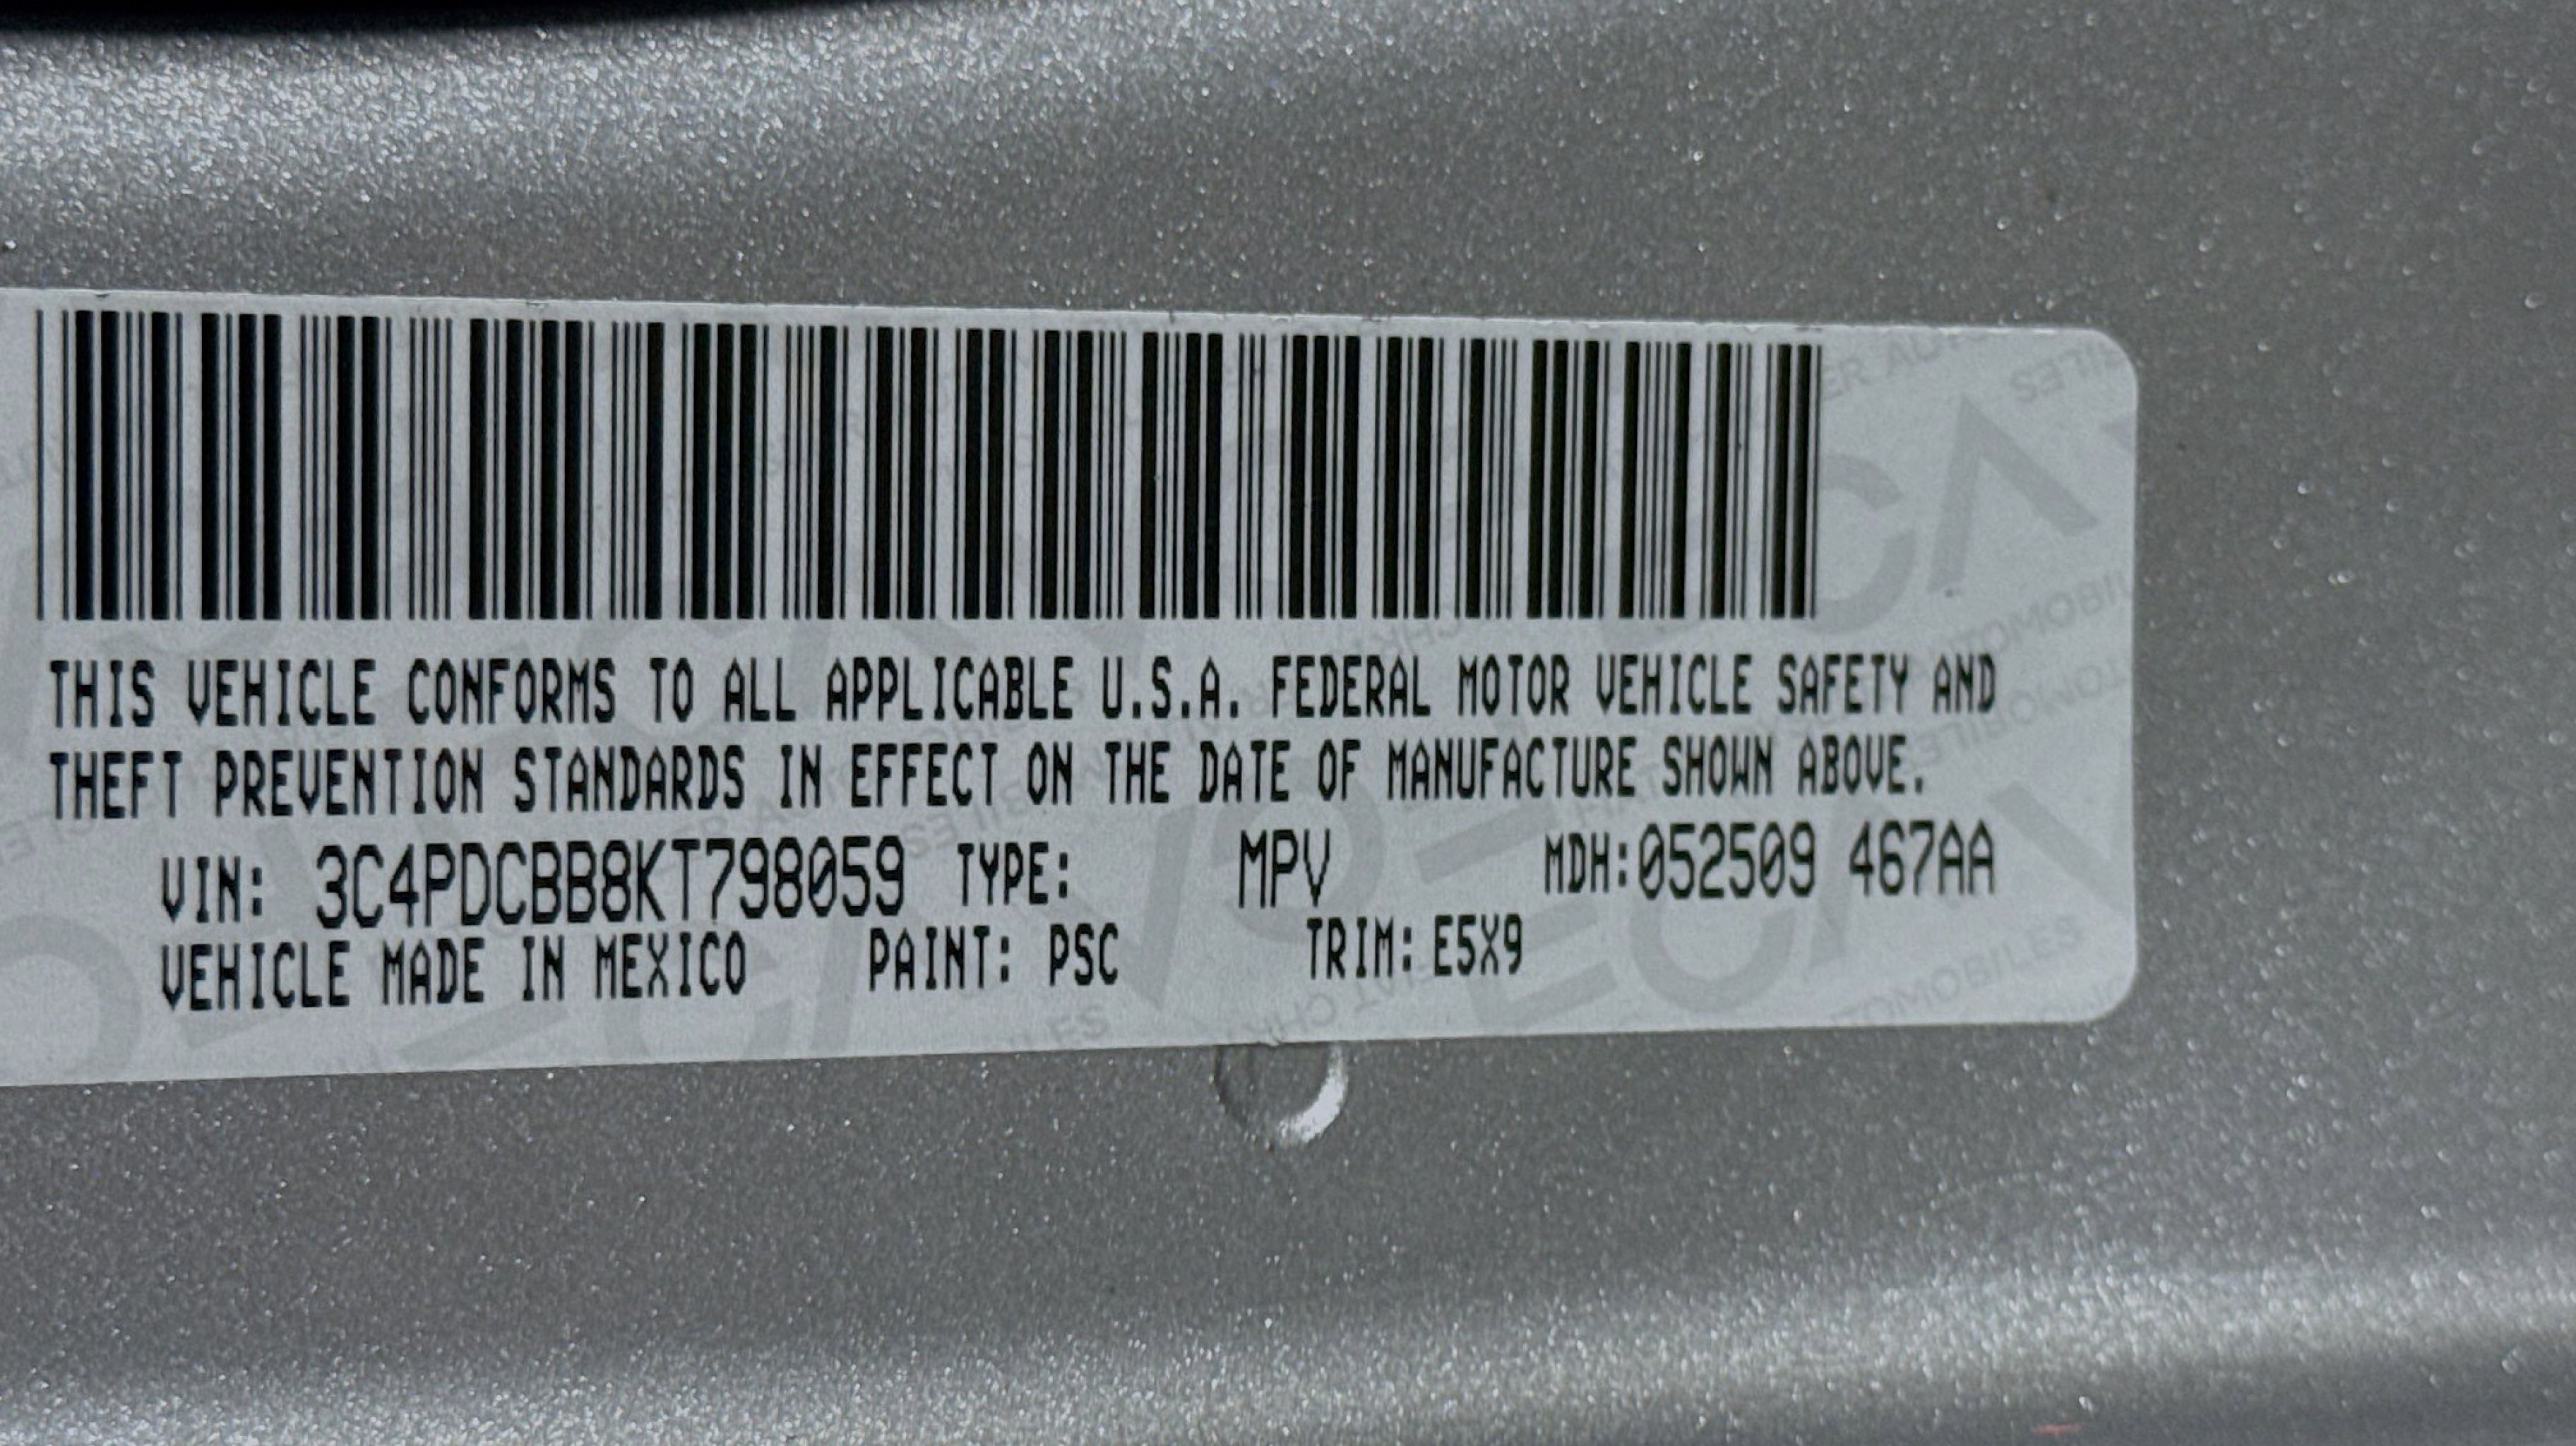 THIS VEHICLE CONFORMS TO ALL APPLICABLE U.S.A. FEDERAL MOTOR VEHICLE SAFETY AND
THEFT PREVENTION STANDARDS IN EFFECT ON THE DATE OF MANUFACTURE SHOWN ABOVE.
VIN: 3C4PDCBB8KT798059 TYPE: MPV MDH:052509 467AA
VEHICLE MADE IN MEXICO PAINT: PSC TRIM: E5X9